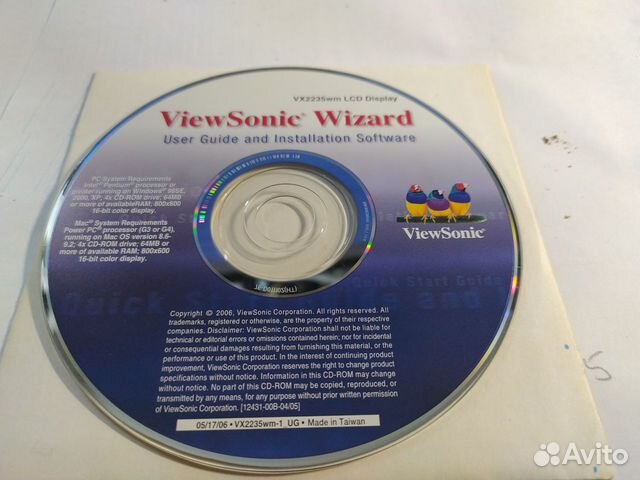 VX2235wm LCD Display
ViewSonic® Wizard
User Guide and Installation Software
PC System Requirements
Intel® Pentium® processor or
running on Windows® 98SE,
2000, XP; 4x CD-ROM drive; 64MB
or more of availableRAM; 800x600
16-bit color display.
Mac® System Requirements
Power PC® processor (G3 or G4),
running on Mac OS version 8.6-
9.2; 4x CD-ROM drive; 64MB or
more of available RAM; 800x600
16-bit color display.
ViewSonic®
Quick Start Guide
Quick
Copyright © 2006, ViewSonic Corporation. All rights reserved. All
trademarks, registered or otherwise, are the property of their respective
companies. Disclaimer: ViewSonic Corporation shall not be liable for
technical or editorial errors or omissions contained herein; nor for incidental
or consequential damages resulting from furnishing this material, or the
performance or use of this product. In the interest of continuing product
improvement, ViewSonic Corporation reserves the right to change product
specifications without notice. Information in this CD-ROM may change
without notice. No part of this CD-ROM may be copied, reproduced, or
transmitted by any means, for any purpose without prior written permission
of ViewSonic Corporation. [12431-00B-04/05]
05/17/06 • VX2235wm-1_UG • Made in Taiwan
Avito